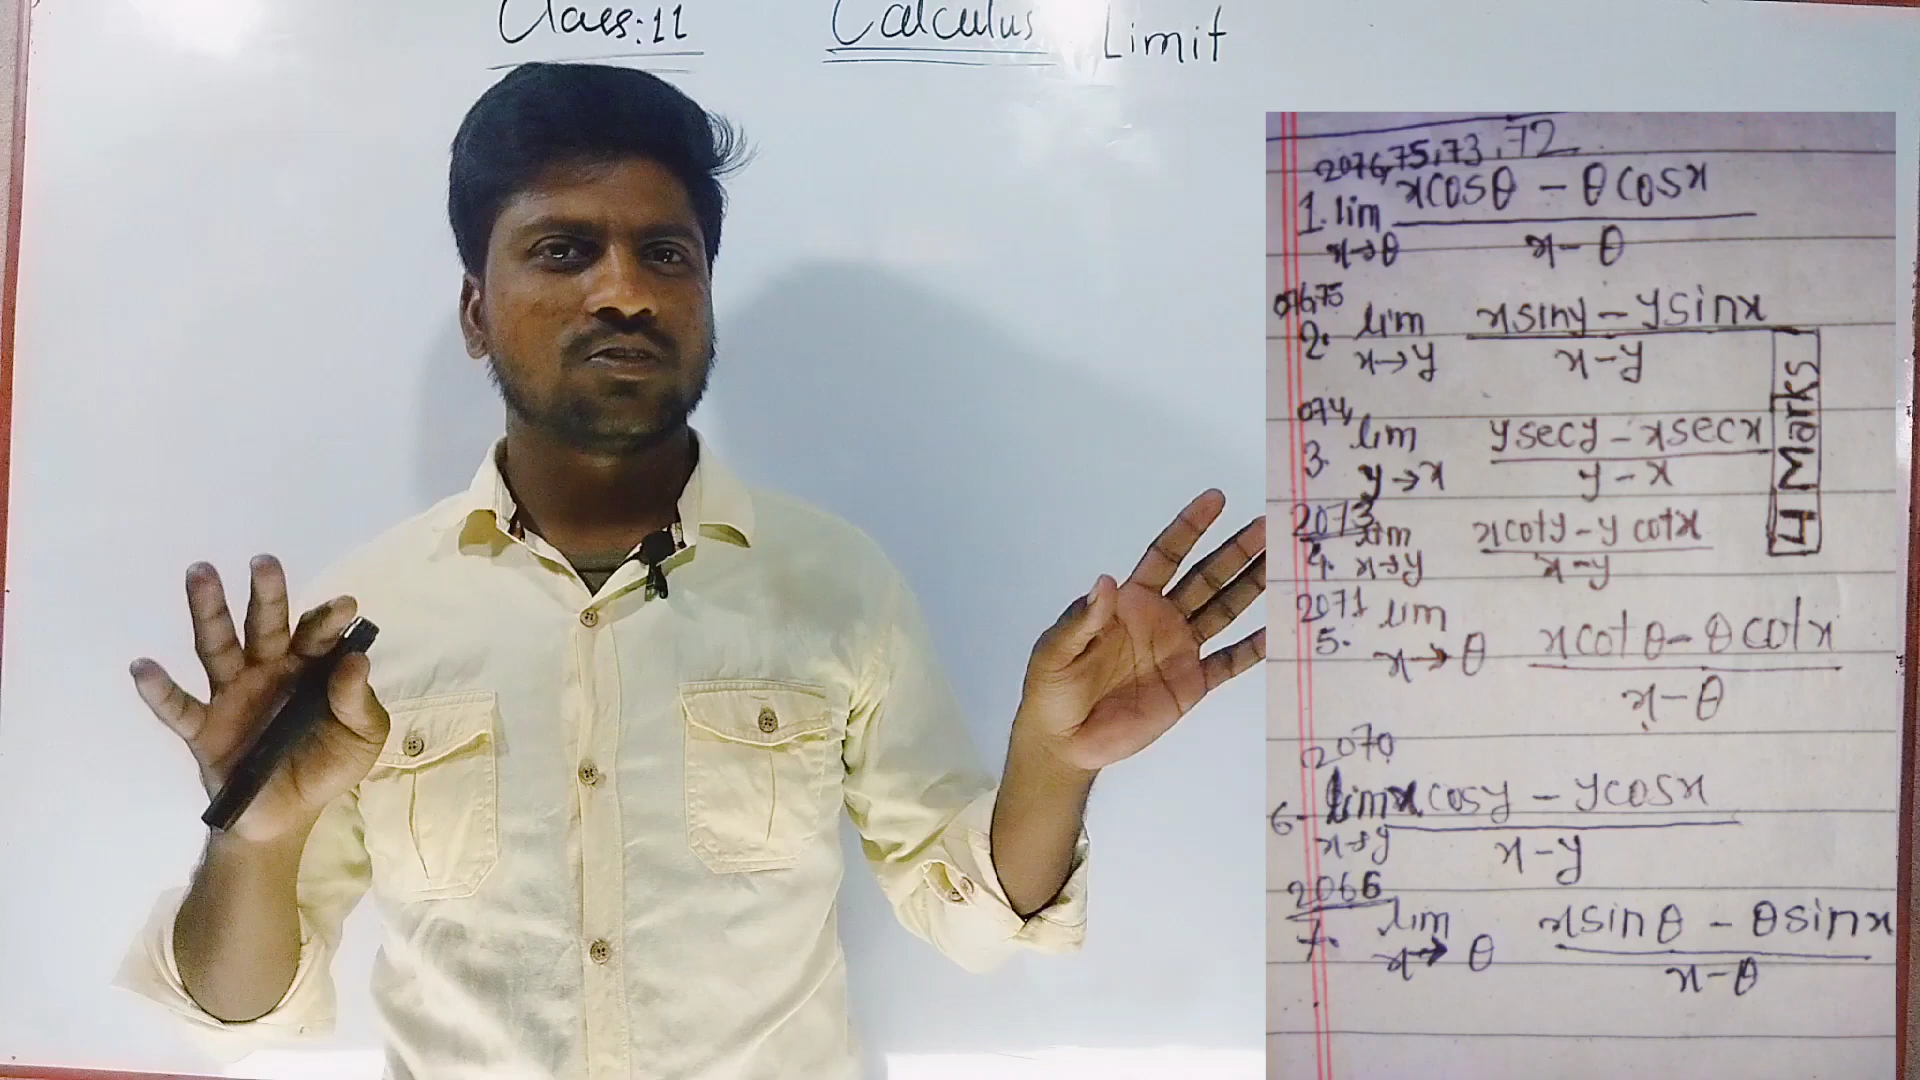 Class:11 Calculus Limit
2076,75,73,72
1. lim xcosθ - θcosx
x→θ x-θ
076,75
2. lim xsiny - ysinx
x→y x-y
074,
3. lim ysecy - xsecx
y→x y-x
4 Marks
2073
4. lim xcoty - y cotx
x→y x-y
2071
5. lim xcotθ - θcotx
x→θ x-θ
2070
6. lim xcosy - ycosx
x→y x-y
2066
7. lim xsinθ - θsinx
x→θ x-θ